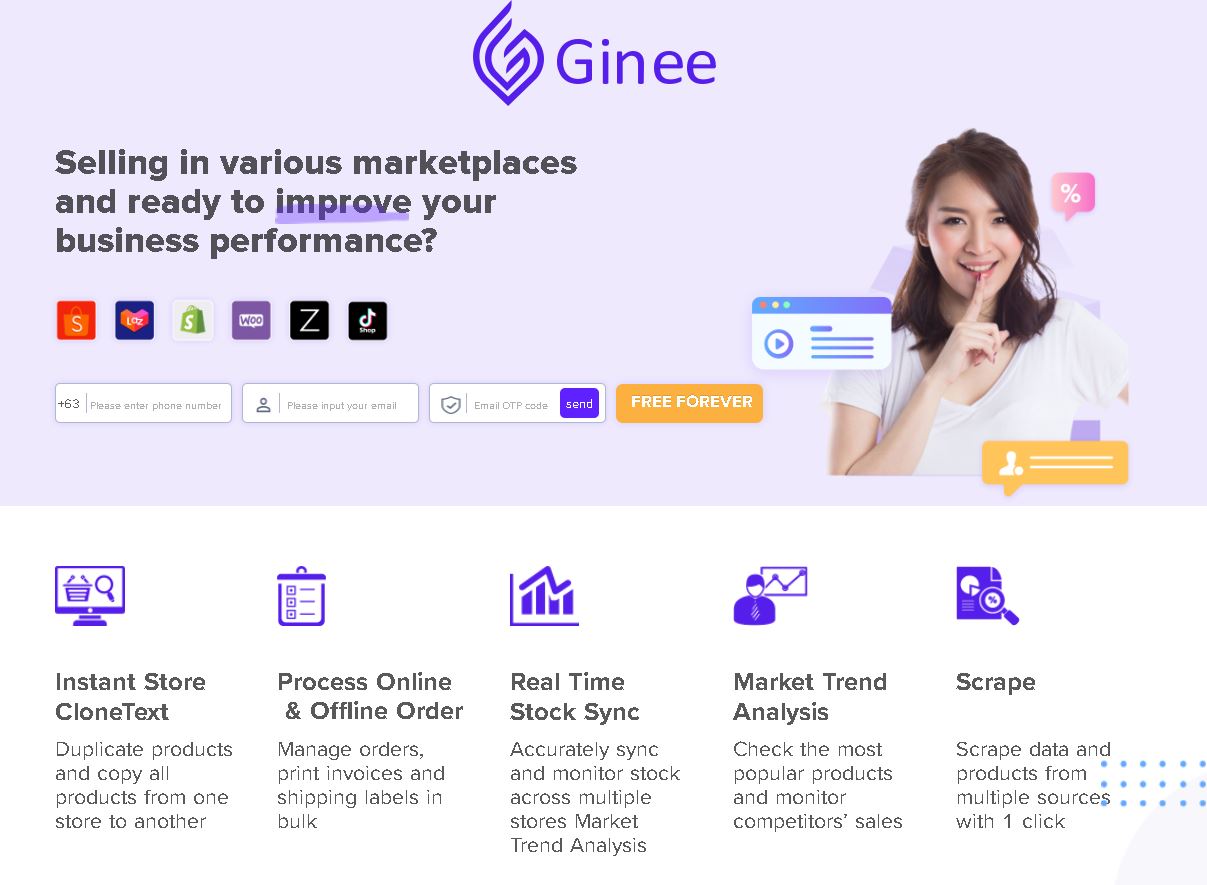 Ginee
Selling in various marketplaces
and ready to improve your
business performance?
S
Laz
S
WOO
Z
Shop
+63 Please enter phone number
Please input your email
Email OTP code
send
FREE FOREVER
%
Instant Store
CloneText
Duplicate products
and copy all
products from one
store to another
Process Online
& Offline Order
Manage orders,
print invoices and
shipping labels in
bulk
Real Time
Stock Sync
Accurately sync
and monitor stock
across multiple
stores Market
Trend Analysis
Market Trend
Analysis
Check the most
popular products
and monitor
competitors’ sales
%
Scrape
Scrape data and
products from
multiple sources
with 1 click